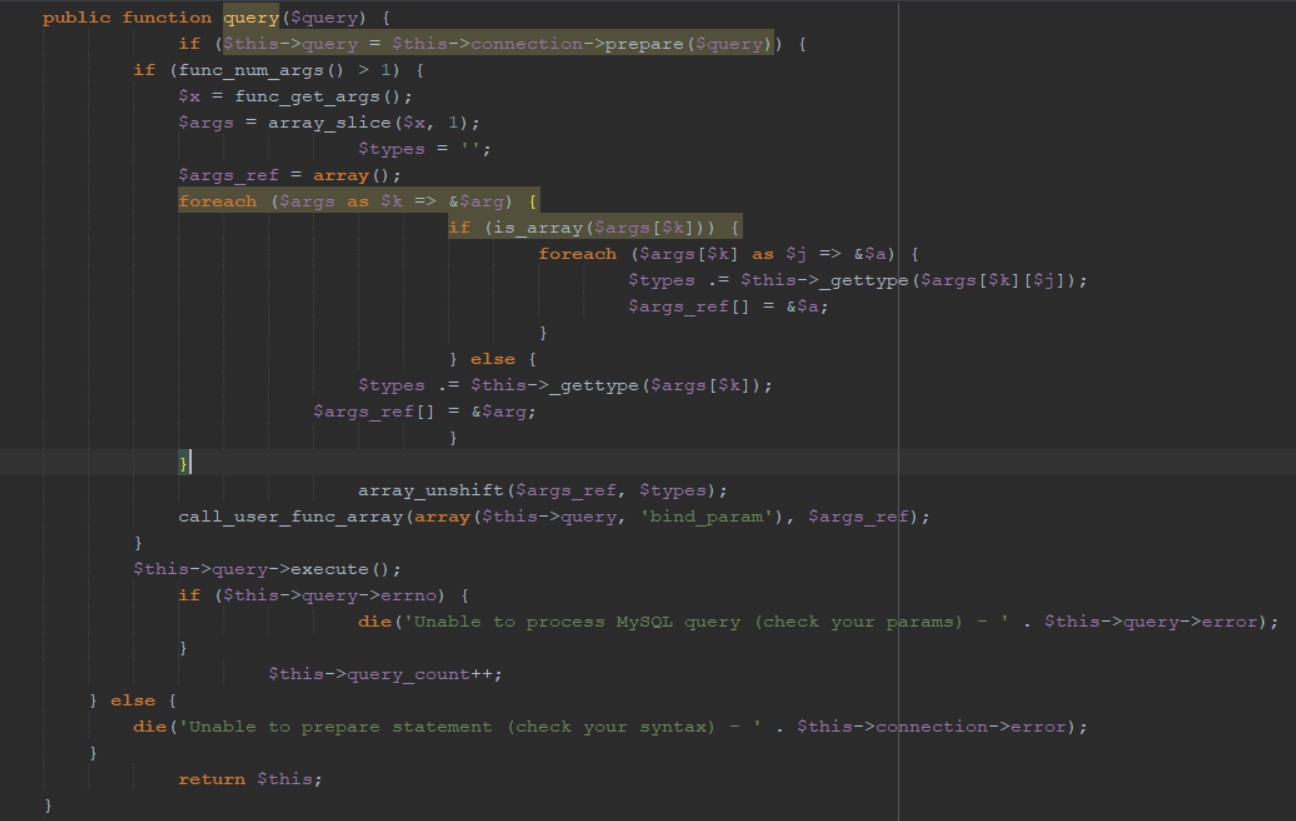 public function query($query) {
if ($this->query = $this->connection->prepare($query)) {
if (func_num_args() > 1) {
$x = func_get_args();
$args = array_slice($x, 1);
$types = '';
$args_ref = array();
foreach ($args as $k => &$arg) {
if (is_array($args[$k])) {
foreach ($args[$k] as $j => &$a) {
$types .= $this->_gettype($args[$k][$j]);
$args_ref[] = &$a;
}
} else {
$types .= $this->_gettype($args[$k]);
$args_ref[] = &$arg;
}
}
array_unshift($args_ref, $types);
call_user_func_array(array($this->query, 'bind_param'), $args_ref);
}
$this->query->execute();
if ($this->query->errno) {
die('Unable to process MySQL query (check your params) - ' . $this->query->error);
}
$this->query_count++;
} else {
die('Unable to prepare statement (check your syntax) - ' . $this->connection->error);
}
return $this;
}